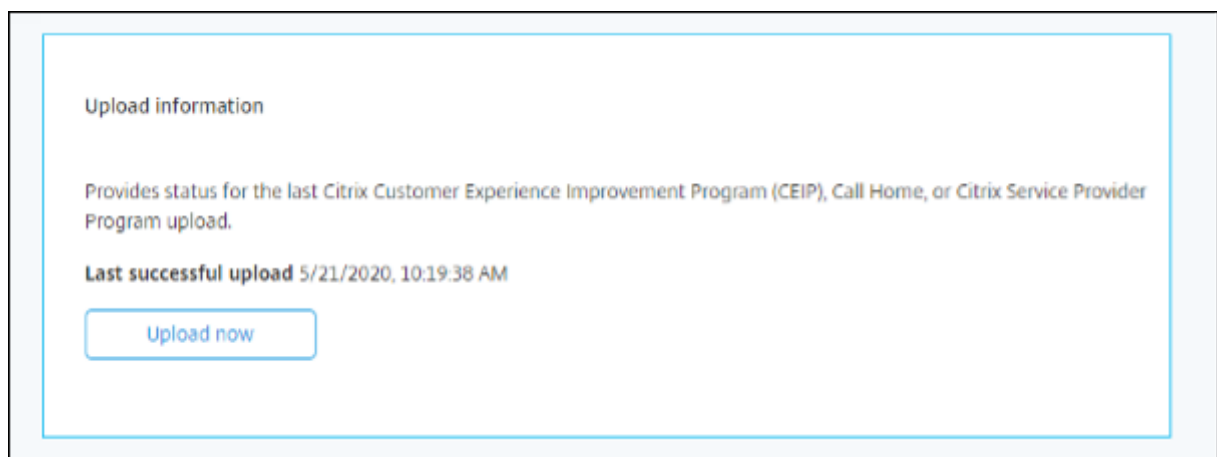 Upload information
Provides status for the last Citrix Customer Experience Improvement Program (CEIP), Call Home, or Citrix Service Provider
Program upload.
Last successful upload 5/21/2020, 10:19:38 AM
Upload now